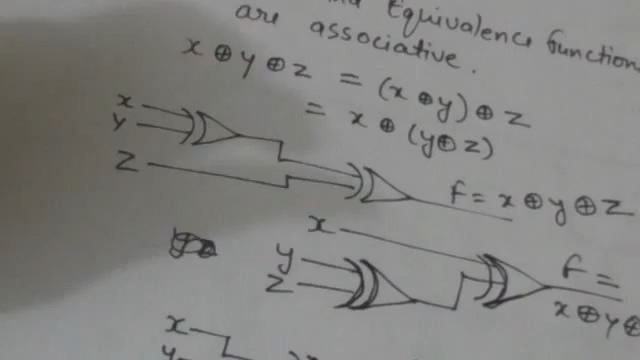 Equivalence function
are associative.
x ⊕ y ⊕ z = (x ⊕ y) ⊕ z
= x ⊕ (y ⊕ z)
x
y
z
F = x ⊕ y ⊕ z
x
y
z
F =
x ⊕ y ⊕
x
y